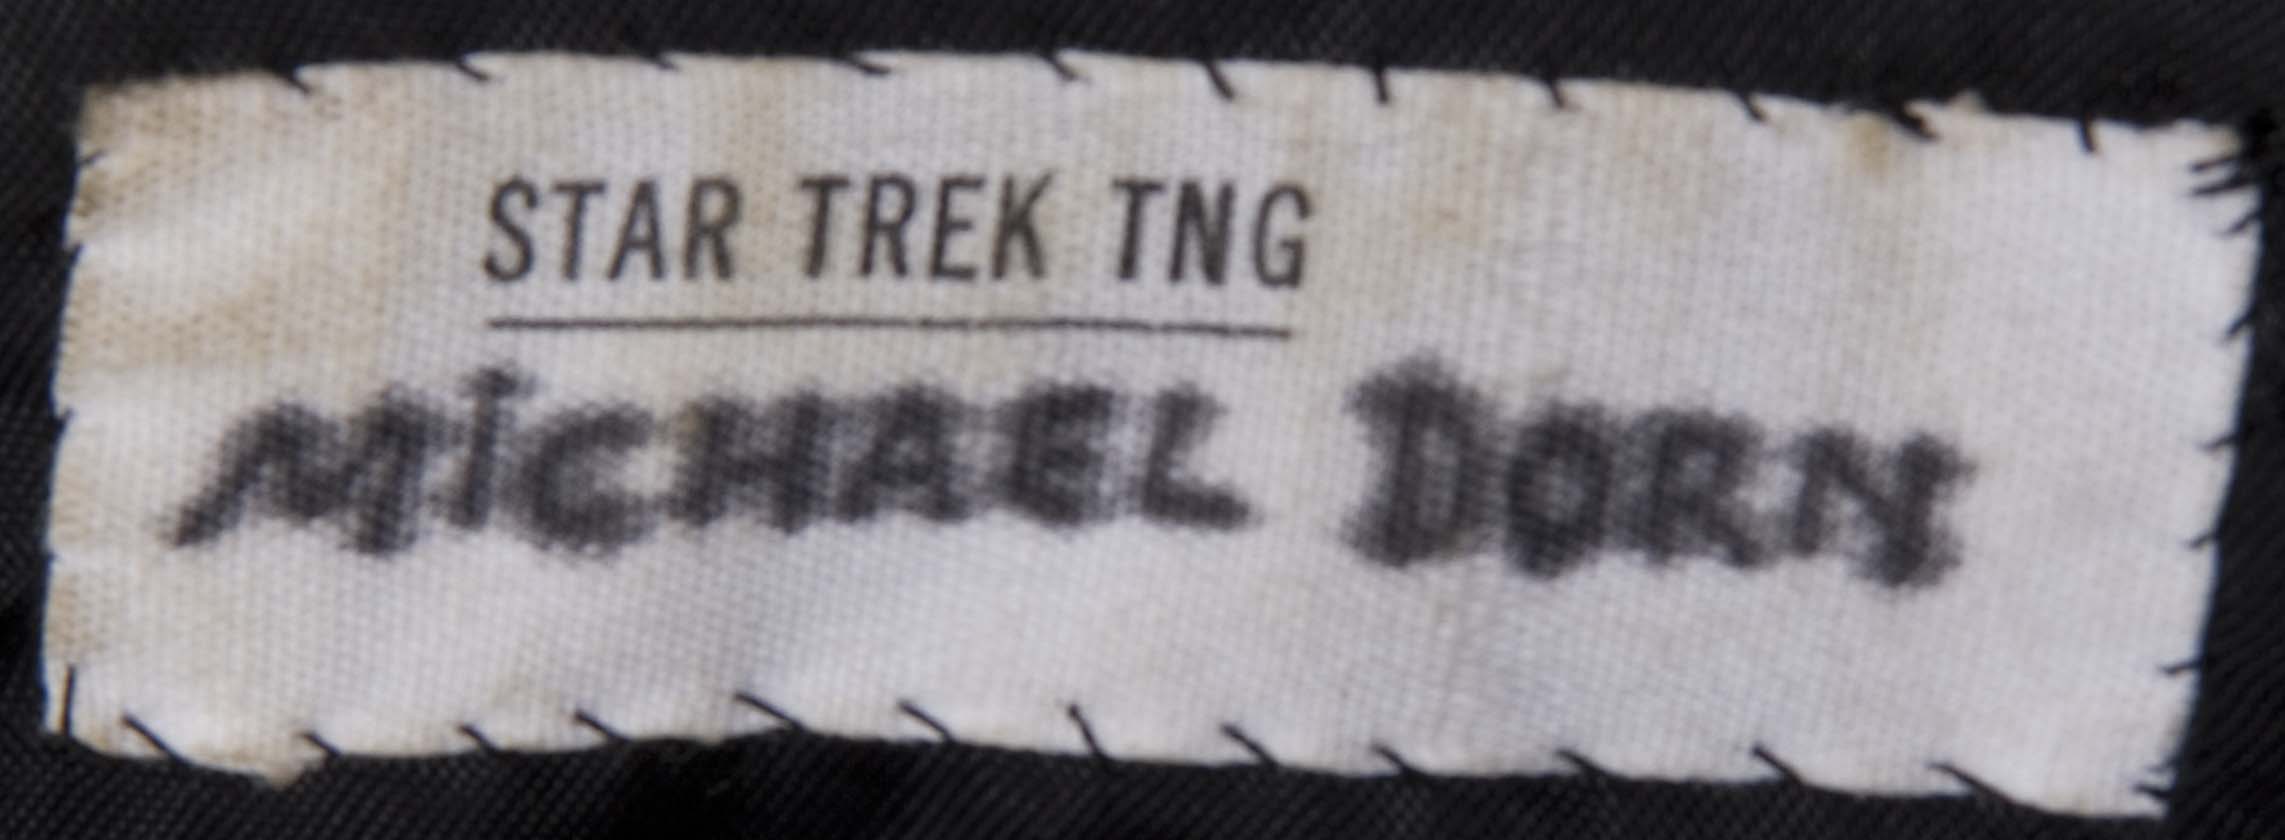 STAR TREK TNG
MiCHAEL DORN